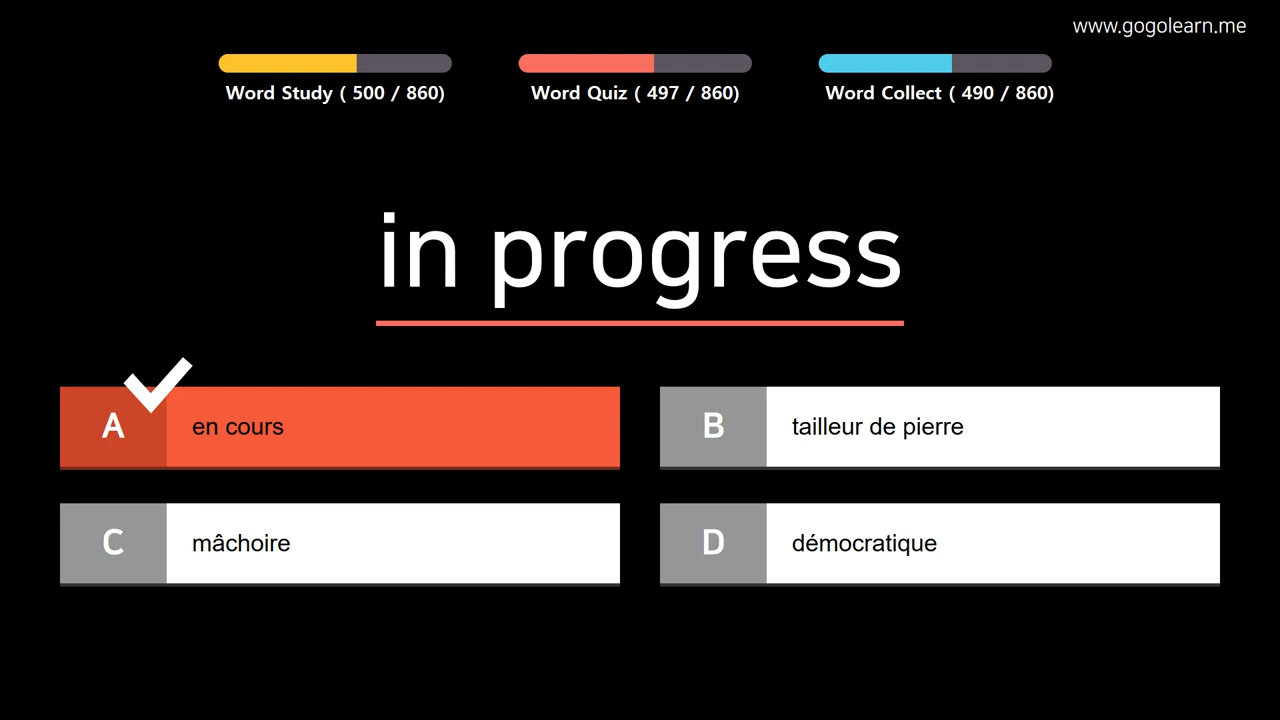 www.gogolearn.me
Word Study ( 500 / 860)
Word Quiz ( 497 / 860)
Word Collect ( 490 / 860)
in progress
A
en cours
B
tailleur de pierre
C
mâchoire
D
démocratique